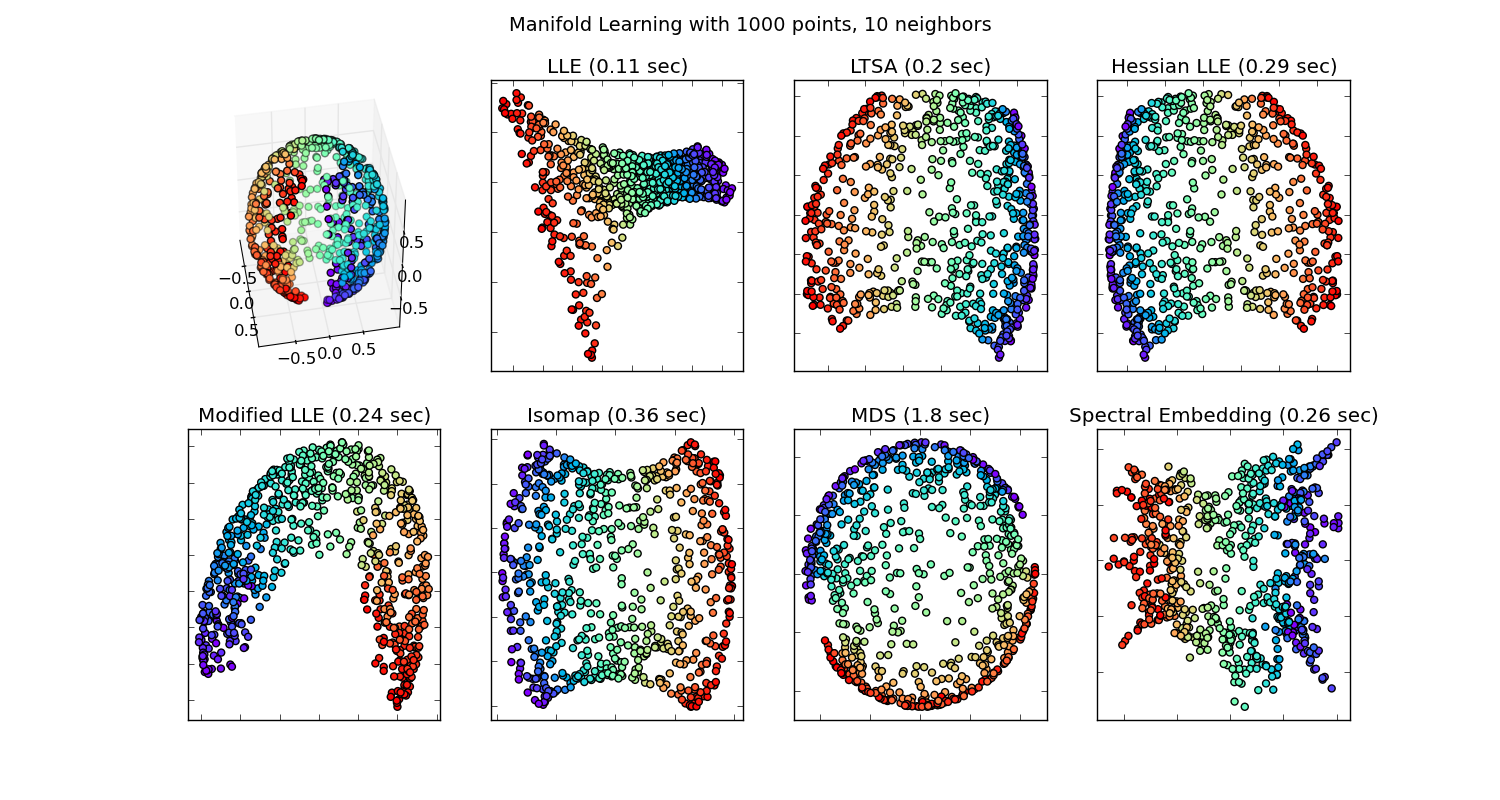 Manifold Learning with 1000 points, 10 neighbors
LLE (0.11 sec)
LTSA (0.2 sec)
Hessian LLE (0.29 sec)
−0.5
0.0
0.5
−0.5
0.0
0.5
0.5
0.0
−0.5
Modified LLE (0.24 sec)
Isomap (0.36 sec)
MDS (1.8 sec)
Spectral Embedding (0.26 sec)